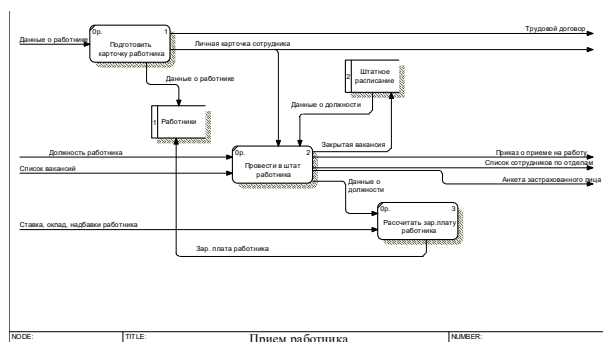 Трудовой договор
0р. 1
Данные о работнике
Подготовить
карточку работника
Личная карточка сотрудника
Данные о работнике
2 Штатное
расписание
Данные о должности
1 Работники
Закрытая вакансия
Должность работника
0р. 2
Провести в штат
работника
Приказ о приеме на работу
Список сотрудников по отделам
Список вакансий
Анкета застрахованного лица
Данные о
должности
0р. 3
Рассчитать зар.плату
работника
Ставка, оклад, надбавки работника
Зар. плата работника
NODE: TITLE: Прием работника NUMBER: